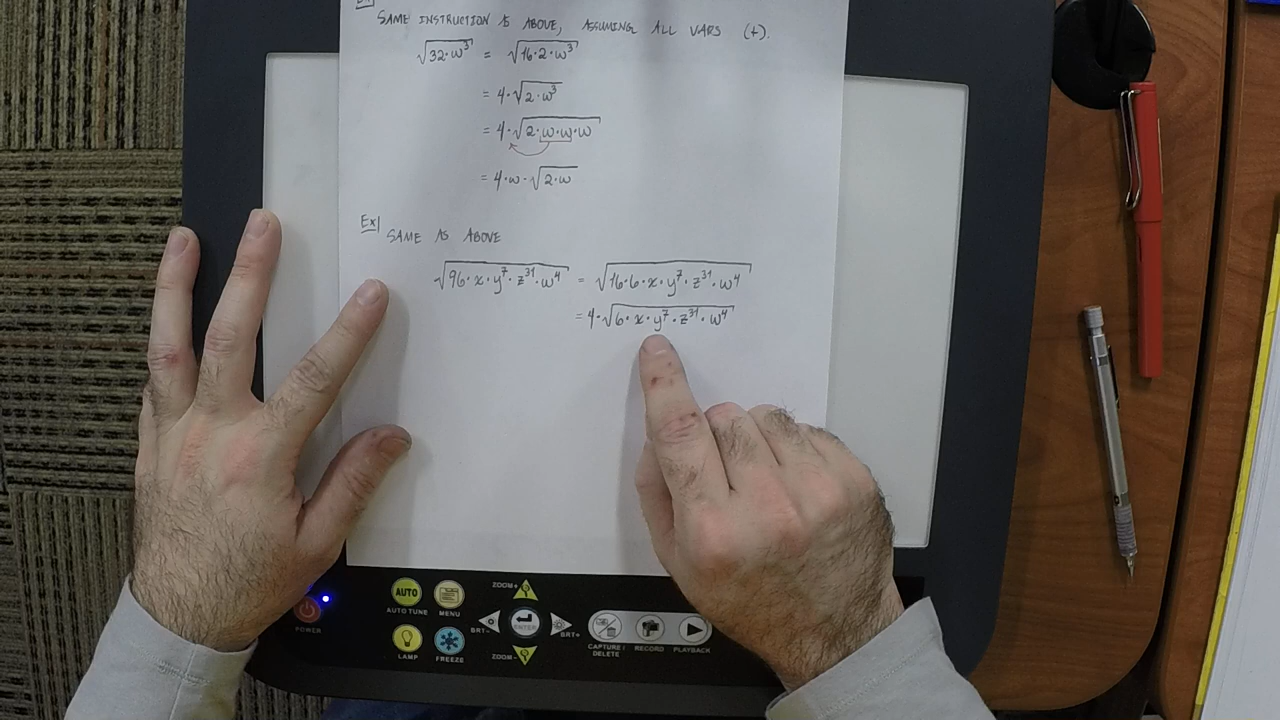 SAME INSTRUCTION AS ABOVE, ASSUMING ALL VARS (+).
√32·w³ = √16·2·w³
= 4·√2·w³
= 4·√2·w·w·w
= 4·w·√2·w
Ex|
SAME AS ABOVE
√96·x·y⁷·z³¹·w⁴ = √16·6·x·y⁷·z³¹·w⁴
= 4·√6·x·y⁷·z³¹·w⁴
POWER
AUTO
AUTO TUNE
MENU
LAMP
FREEZE
ZOOM+
BRT-
ENTER
BRT+
ZOOM-
CAPTURE / DELETE
RECORD
PLAYBACK